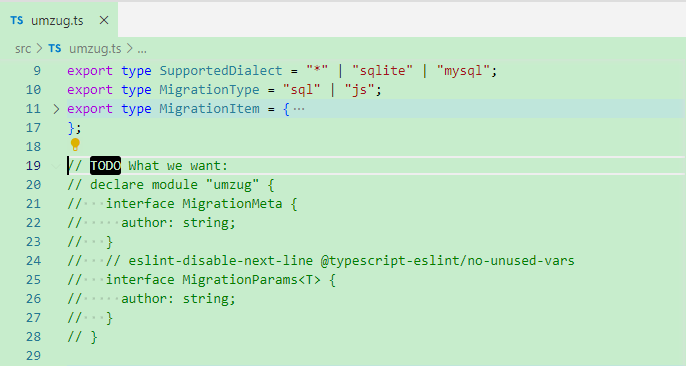 TS umzug.ts ×
src > TS umzug.ts > ...
9 export type SupportedDialect = "*" | "sqlite" | "mysql";
10 export type MigrationType = "sql" | "js";
11 > export type MigrationItem = { ...
17 };
18
19 // TODO What we want:
20 // declare module "umzug" {
21 //   interface MigrationMeta {
22 //     author: string;
23 //   }
24 //   // eslint-disable-next-line @typescript-eslint/no-unused-vars
25 //   interface MigrationParams<T> {
26 //     author: string;
27 //   }
28 // }
29